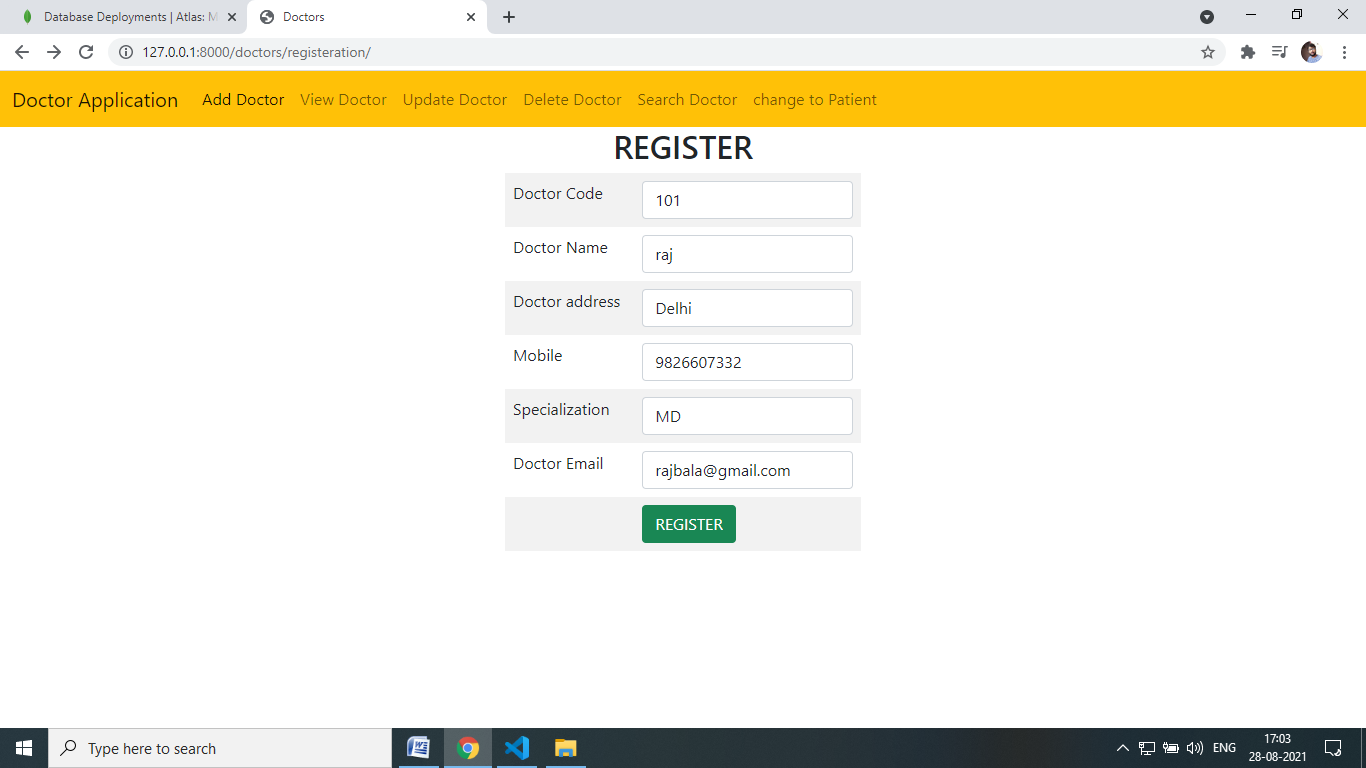 Database Deployments | Atlas: M
Doctors
127.0.0.1:8000/doctors/registeration/
Doctor Application Add Doctor View Doctor Update Doctor Delete Doctor Search Doctor change to Patient
REGISTER
Doctor Code 101
Doctor Name raj
Doctor address Delhi
Mobile 9826607332
Specialization MD
Doctor Email rajbala@gmail.com
REGISTER
Type here to search
ENG
17:03
28-08-2021